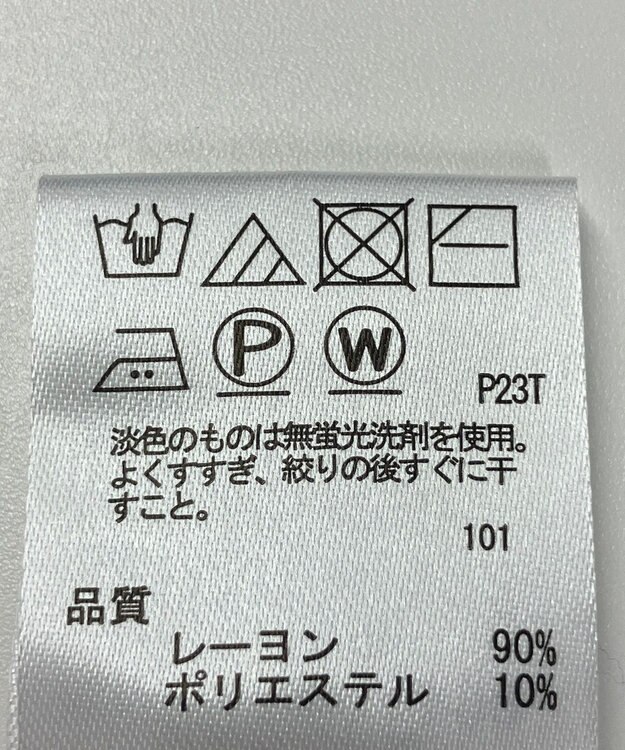 P W P23T
淡色のものは無蛍光洗剤を使用。
よくすすぎ、絞りの後すぐに干
すこと。
101
品質
レーヨン 90%
ポリエステル 10%